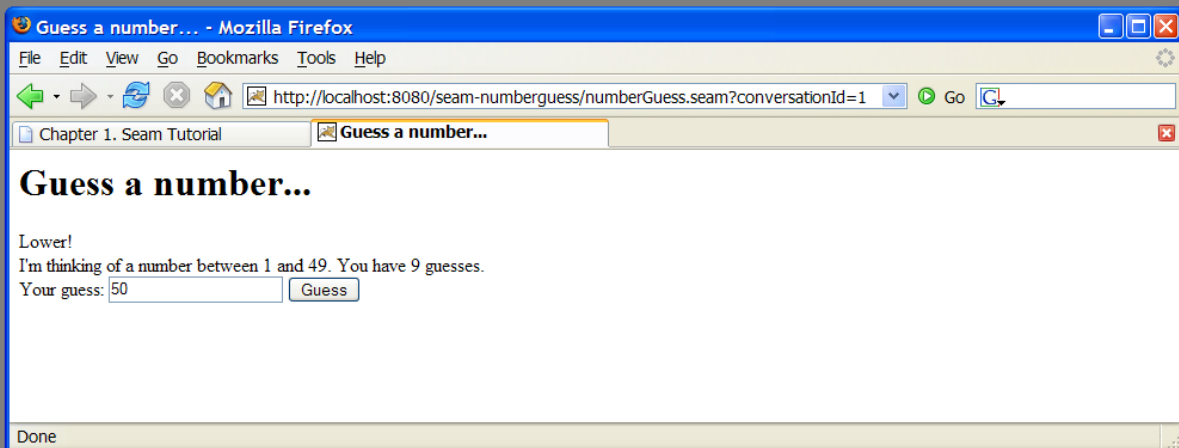 Guess a number... - Mozilla Firefox
File Edit View Go Bookmarks Tools Help
http://localhost:8080/seam-numberguess/numberGuess.seam?conversationId=1 Go G
Chapter 1. Seam Tutorial Guess a number...
Guess a number...
Lower!
I'm thinking of a number between 1 and 49. You have 9 guesses.
Your guess: 50 Guess
Done